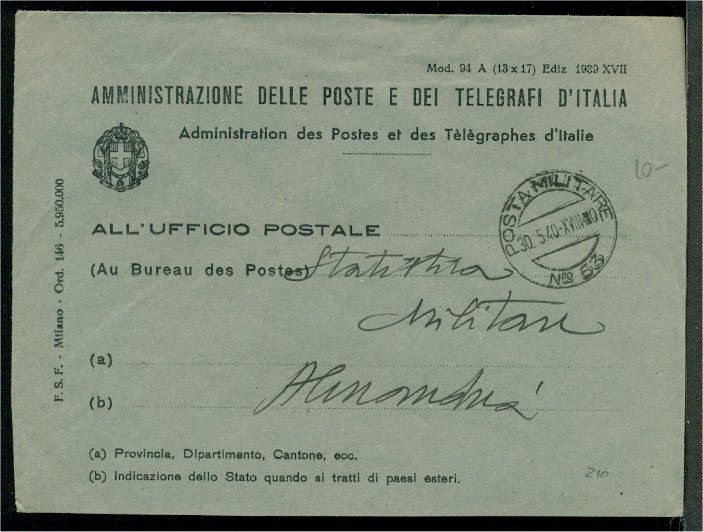 Mod. 94 A (13 x 17) Ediz 1939 XVII
AMMINISTRAZIONE DELLE POSTE E DEI TELEGRAFI D'ITALIA
Administration des Postes et des Tèlègraphes d'Italie
10-
POSTA MILITARE
30.5.40-XVIII
Nº 53
ALL'UFFICIO POSTALE
(Au Bureau des Postes)
Militare
(a)
(b) Alessandria
(a) Provincia, Dipartimento, Cantone, ecc.
(b) Indicazione dello Stato quando si tratti di paesi esteri.
210
F. S. F. - Milano - Ord. 146 - 5.950.000